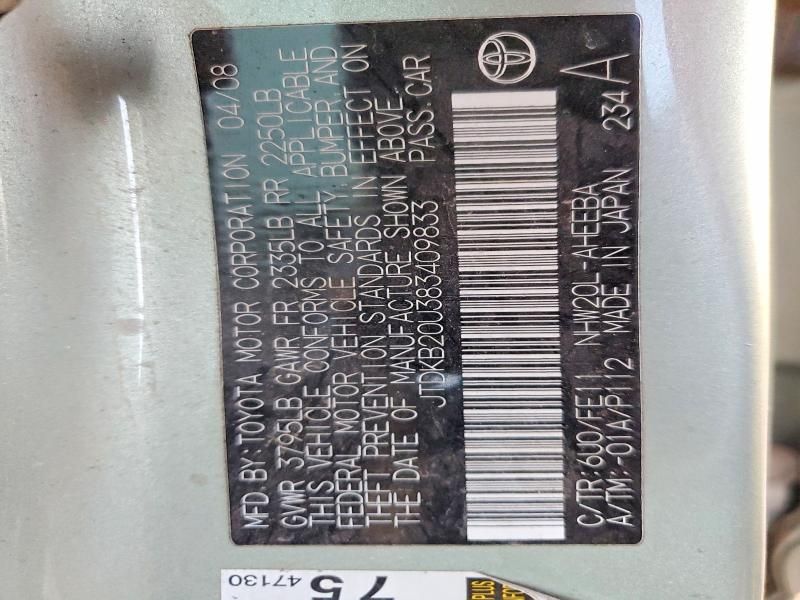 MFD.BY:TOYOTA MOTOR CORPORATION 04/08
GVWR 3795LB GAWR FR 2335LB RR 2250LB
THIS VEHICLE CONFORMS TO ALL APPLICABLE
FEDERAL MOTOR VEHICLE SAFETY, BUMPER, AND
THEFT PREVENTION STANDARDS IN EFFECT ON
THE DATE OF MANUFACTURE SHOWN ABOVE.
JTDKB20U383409833 PASS.CAR
C/TR:6U0/FE11 NHW20L-AHEEBA
A/TM:-01A/P112 MADE IN JAPAN 234 A
75
47130
PLUS